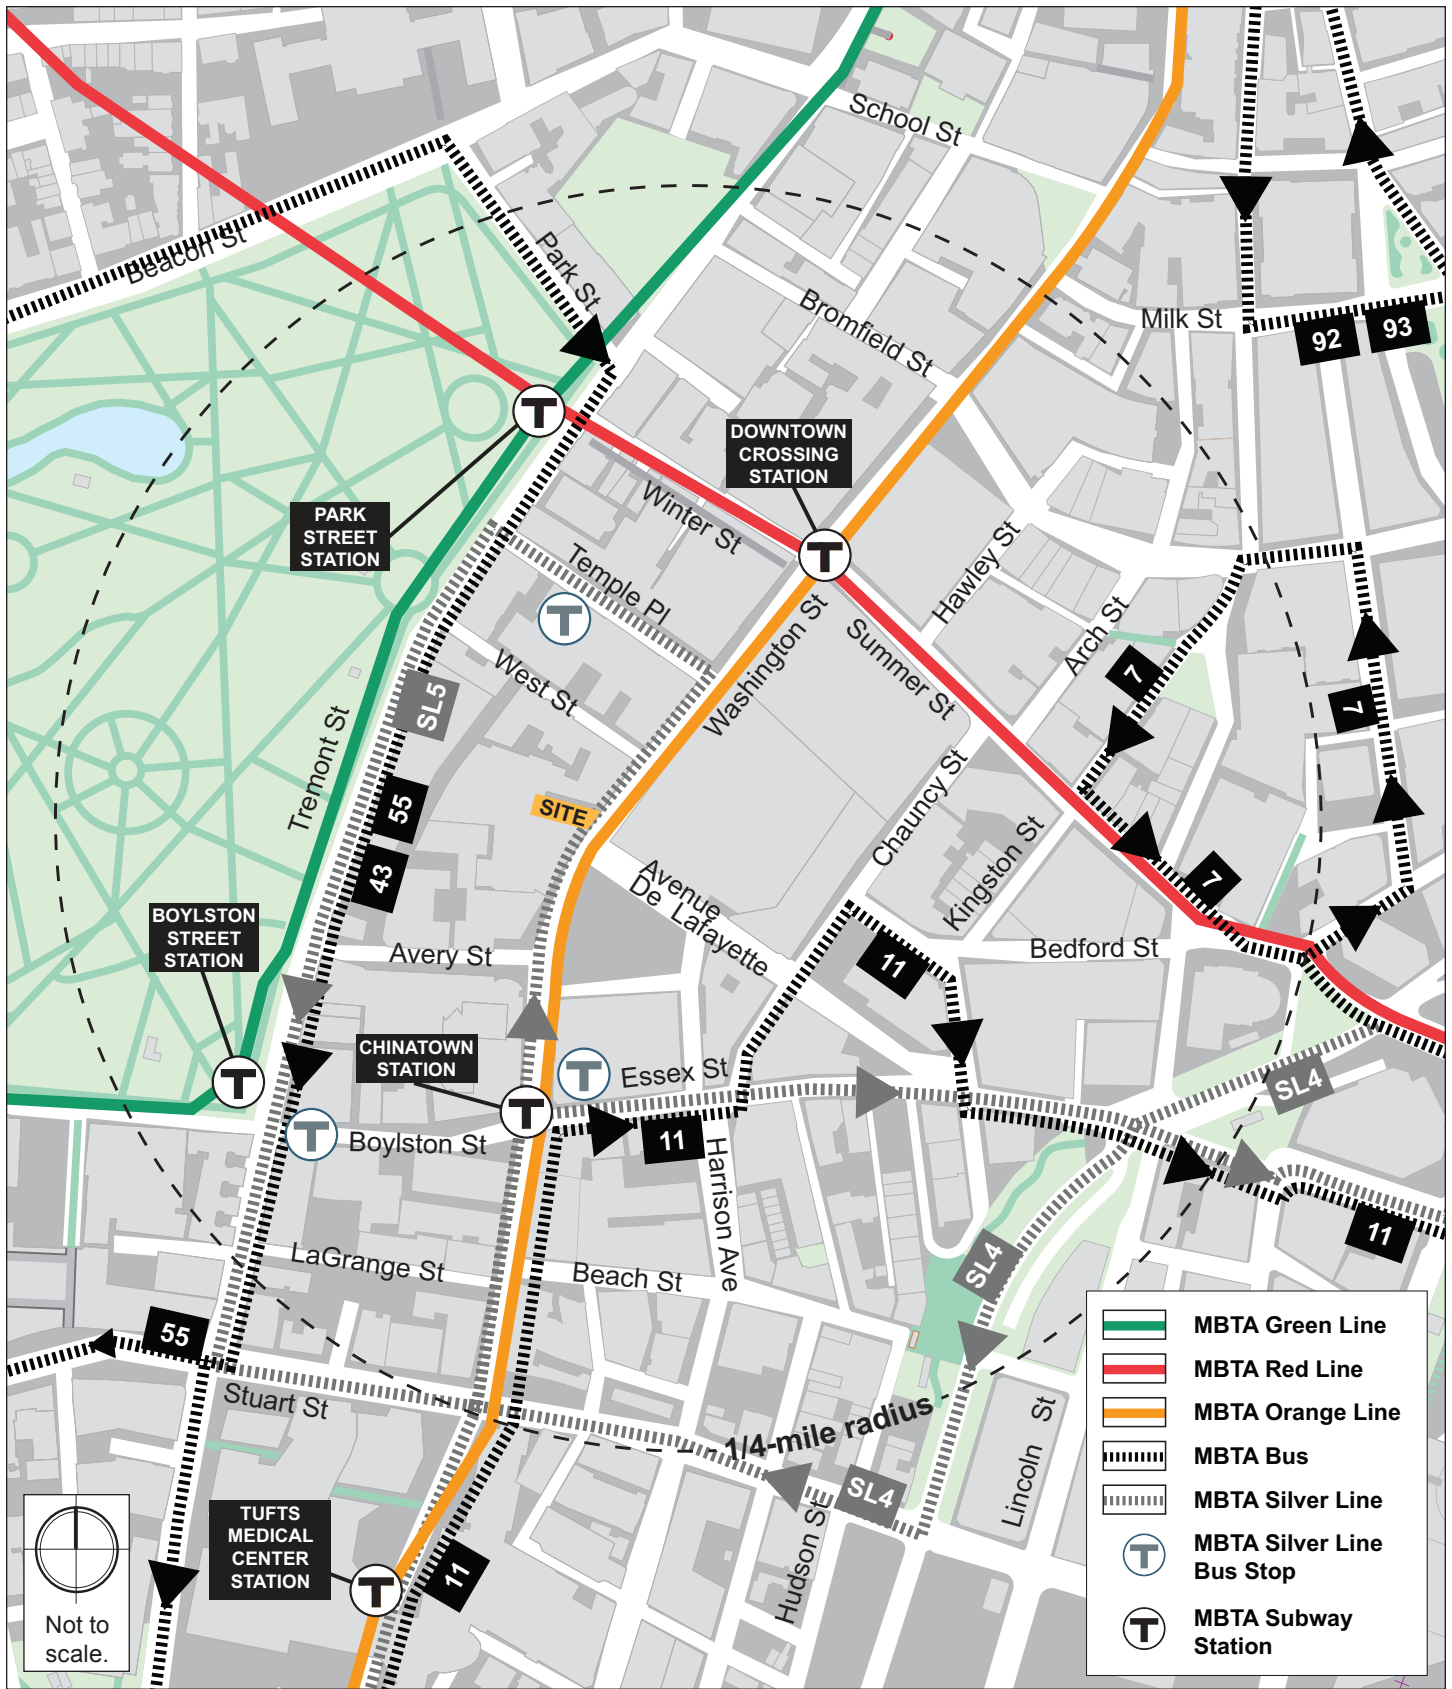 School St
Beacon St
Park St
Bromfield St
Milk St
92
93
DOWNTOWN
CROSSING
STATION
PARK
STREET
STATION
T
Winter St
T
Temple Pl
T
Hawley St
Arch St
Washington St
Summer St
West St
7
7
SL5
Tremont St
55
SITE
43
Chauncy St
Kingston St
7
Avenue
De Lafayette
BOYLSTON
STREET
STATION
Avery St
11
Bedford St
CHINATOWN
STATION
T
T
Essex St
SL4
T
T
Boylston St
11
Harrison Ave
11
LaGrange St
Beach St
SL4
55
Stuart St
1/4-mile radius
Lincoln St
SL4
Hudson St
TUFTS
MEDICAL
CENTER
STATION
T
11
Not to
scale.
MBTA Green Line
MBTA Red Line
MBTA Orange Line
MBTA Bus
MBTA Silver Line
T
MBTA Silver Line
Bus Stop
T
MBTA Subway
Station